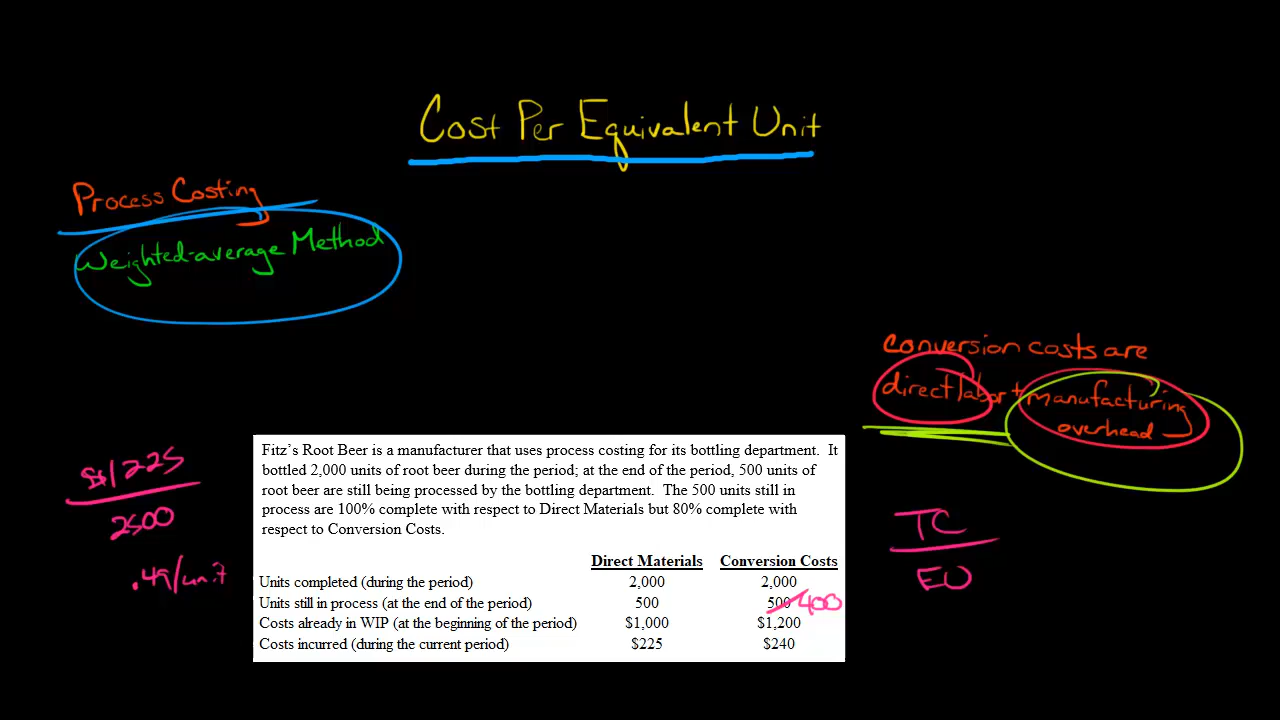 Cost Per Equivalent Unit
Process Costing
Weighted-average Method
Conversion costs are
direct labor + manufacturing
overhead
$1225
2500
.49/unit
Fitz's Root Beer is a manufacturer that uses process costing for its bottling department. It
bottled 2,000 units of root beer during the period; at the end of the period, 500 units of
root beer are still being processed by the bottling department. The 500 units still in
process are 100% complete with respect to Direct Materials but 80% complete with
respect to Conversion Costs.
Direct Materials Conversion Costs
Units completed (during the period) 2,000 2,000
Units still in process (at the end of the period) 500 500 400
Costs already in WIP (at the beginning of the period) $1,000 $1,200
Costs incurred (during the current period) $225 $240
TC
EU